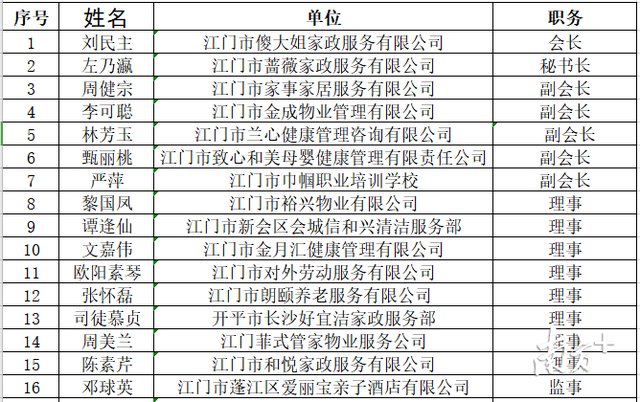 序号 姓名 单位 职务
1 刘民主 江门市傻大姐家政服务有限公司 会长
2 左乃瀛 江门市蔷薇家政服务有限公司 秘书长
3 周健宗 江门市家事家居服务有限公司 副会长
4 李可聪 江门市金成物业管理有限公司 副会长
5 林芳玉 江门市兰心健康管理咨询有限公司 副会长
6 甄丽桃 江门市致心和美母婴健康管理有限责任公司 副会长
7 严萍 江门市巾帼职业培训学校 副会长
8 黎国凤 江门市裕兴物业有限公司 理事
9 谭逢仙 江门市新会区会城信和兴清洁服务部 理事
10 文嘉伟 江门市金月汇健康管理有限公司 理事
11 欧阳素琴 江门市对外劳动服务有限公司 理事
12 张怀磊 江门市朗颐养老服务有限公司 理事
13 司徒慕贞 开平市长沙好宜洁家政服务部 理事
14 周美兰 江门菲式管家物业服务公司 理事
15 陈素芹 江门市和悦家政服务有限公司 理事
16 邓球英 江门市蓬江区爱丽宝亲子酒店有限公司 监事
南方+